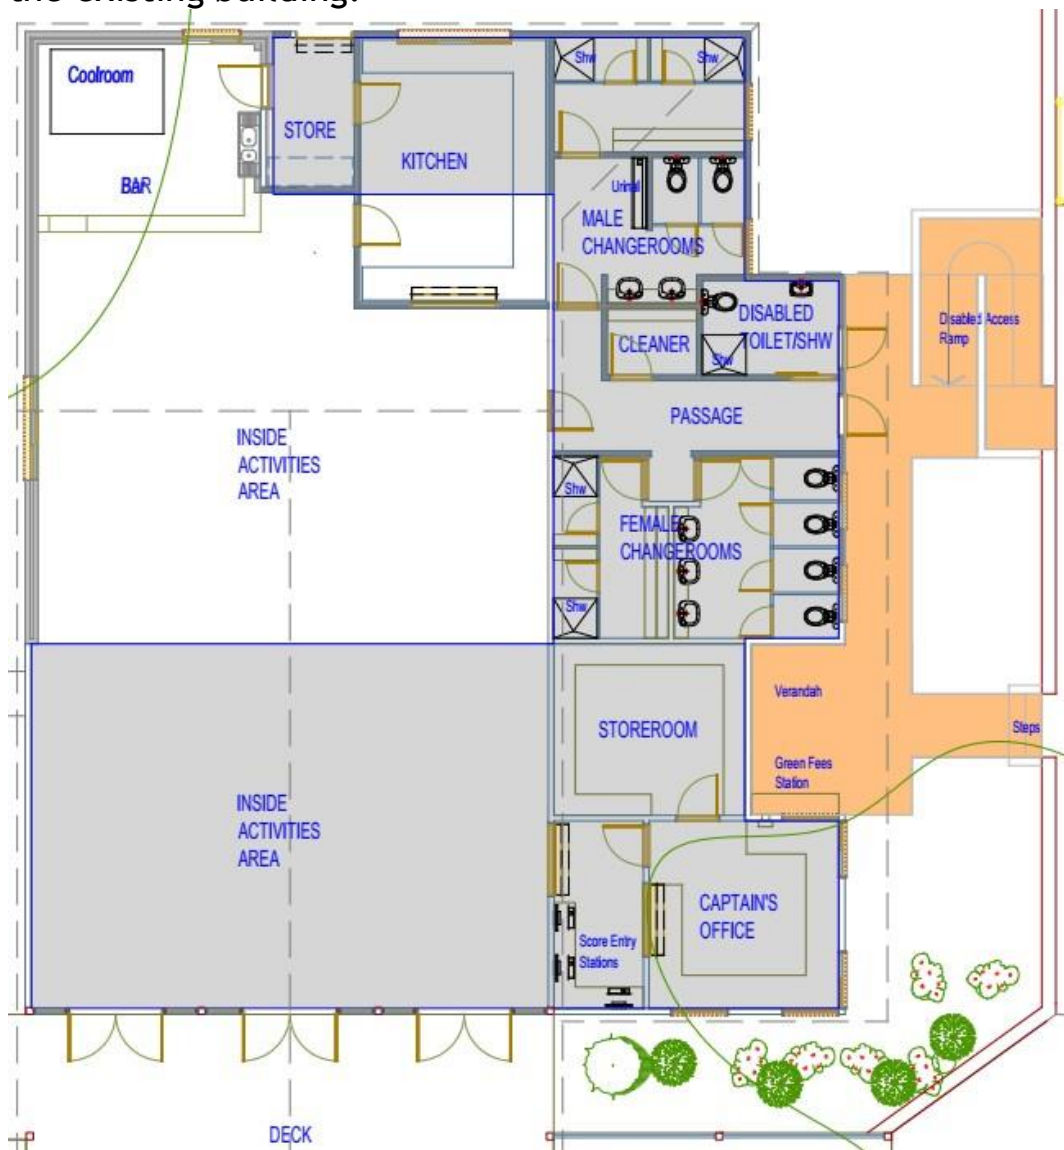 the existing building.
Coolroom
Shw
Shw
STORE
KITCHEN
BAR
Urinal
MALE
CHANGEROOMS
DISABLED
TOILET/SHW
Disabled Access
Ramp
CLEANER
Shw
PASSAGE
INSIDE
ACTIVITIES
AREA
Shw
FEMALE
CHANGEROOMS
Shw
Verandah
STOREROOM
Steps
Green Fees
Station
INSIDE
ACTIVITIES
AREA
CAPTAIN'S
OFFICE
Score Entry
Stations
DECK